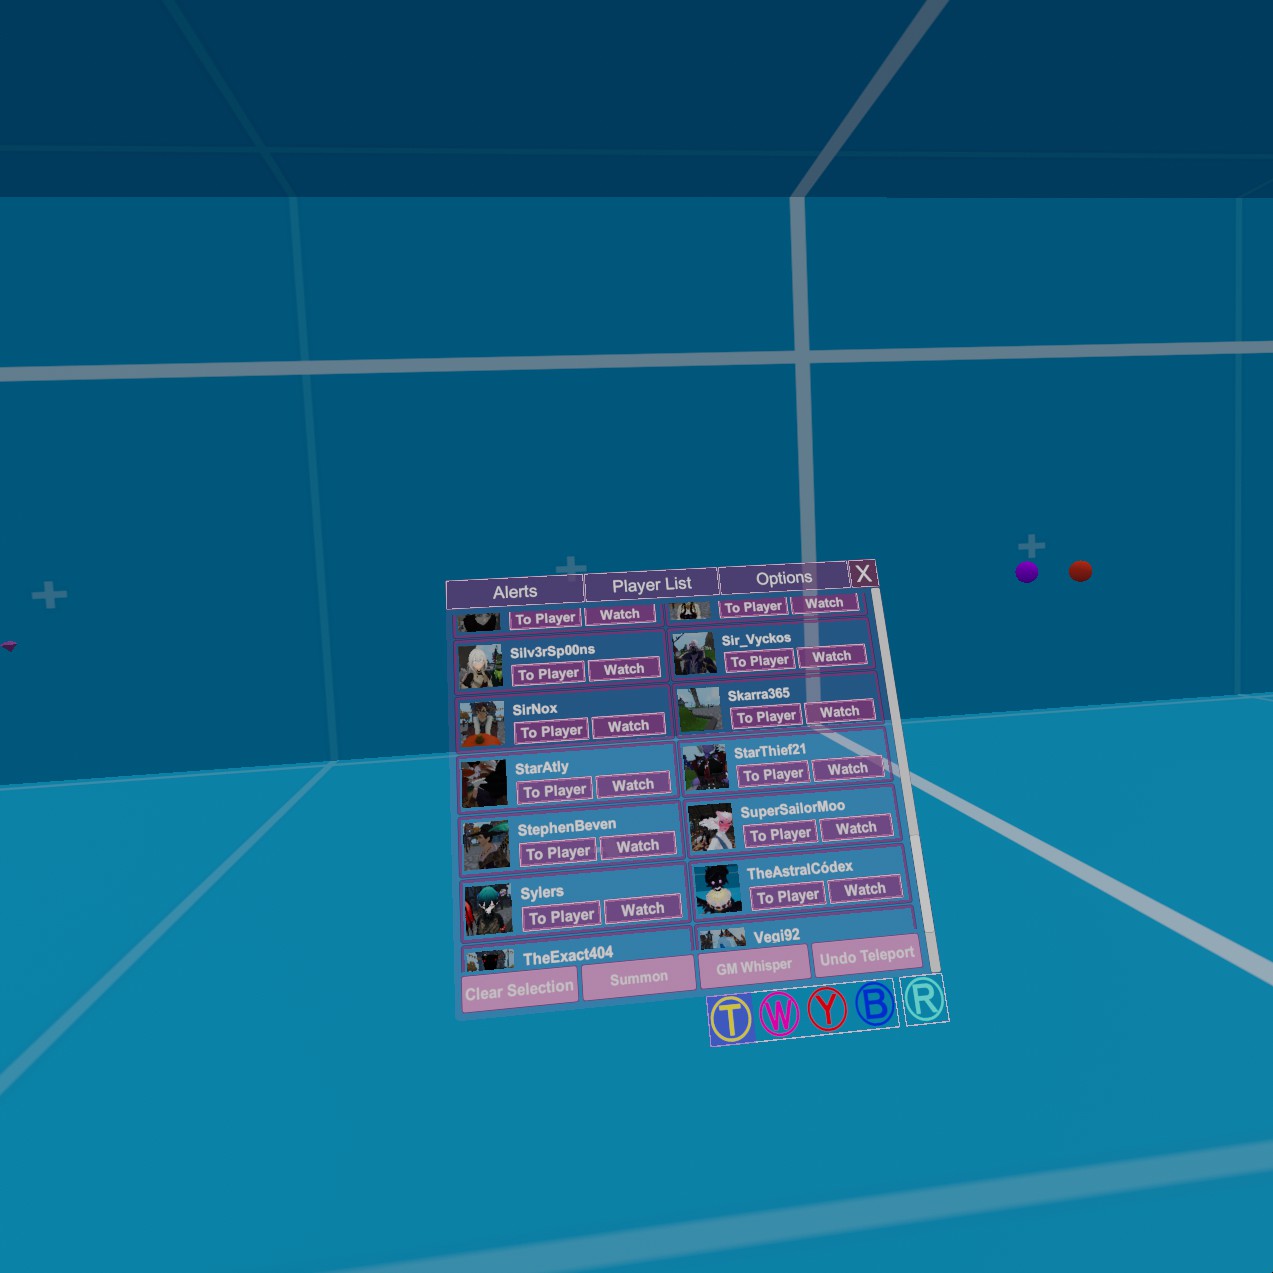 Alerts Player List Options X
To Player Watch To Player Watch
Silv3rSp00ns Sir_Vyckos
To Player Watch To Player Watch
SirNox Skarra365
To Player Watch To Player Watch
StarAtly StarThief21
To Player Watch To Player Watch
StephenBeven SuperSailorMoo
To Player Watch To Player Watch
Sylers TheAstralCódex
To Player Watch To Player Watch
TheExact404 Vegi92
Clear Selection Summon GM Whisper Undo Teleport
T W Y B R